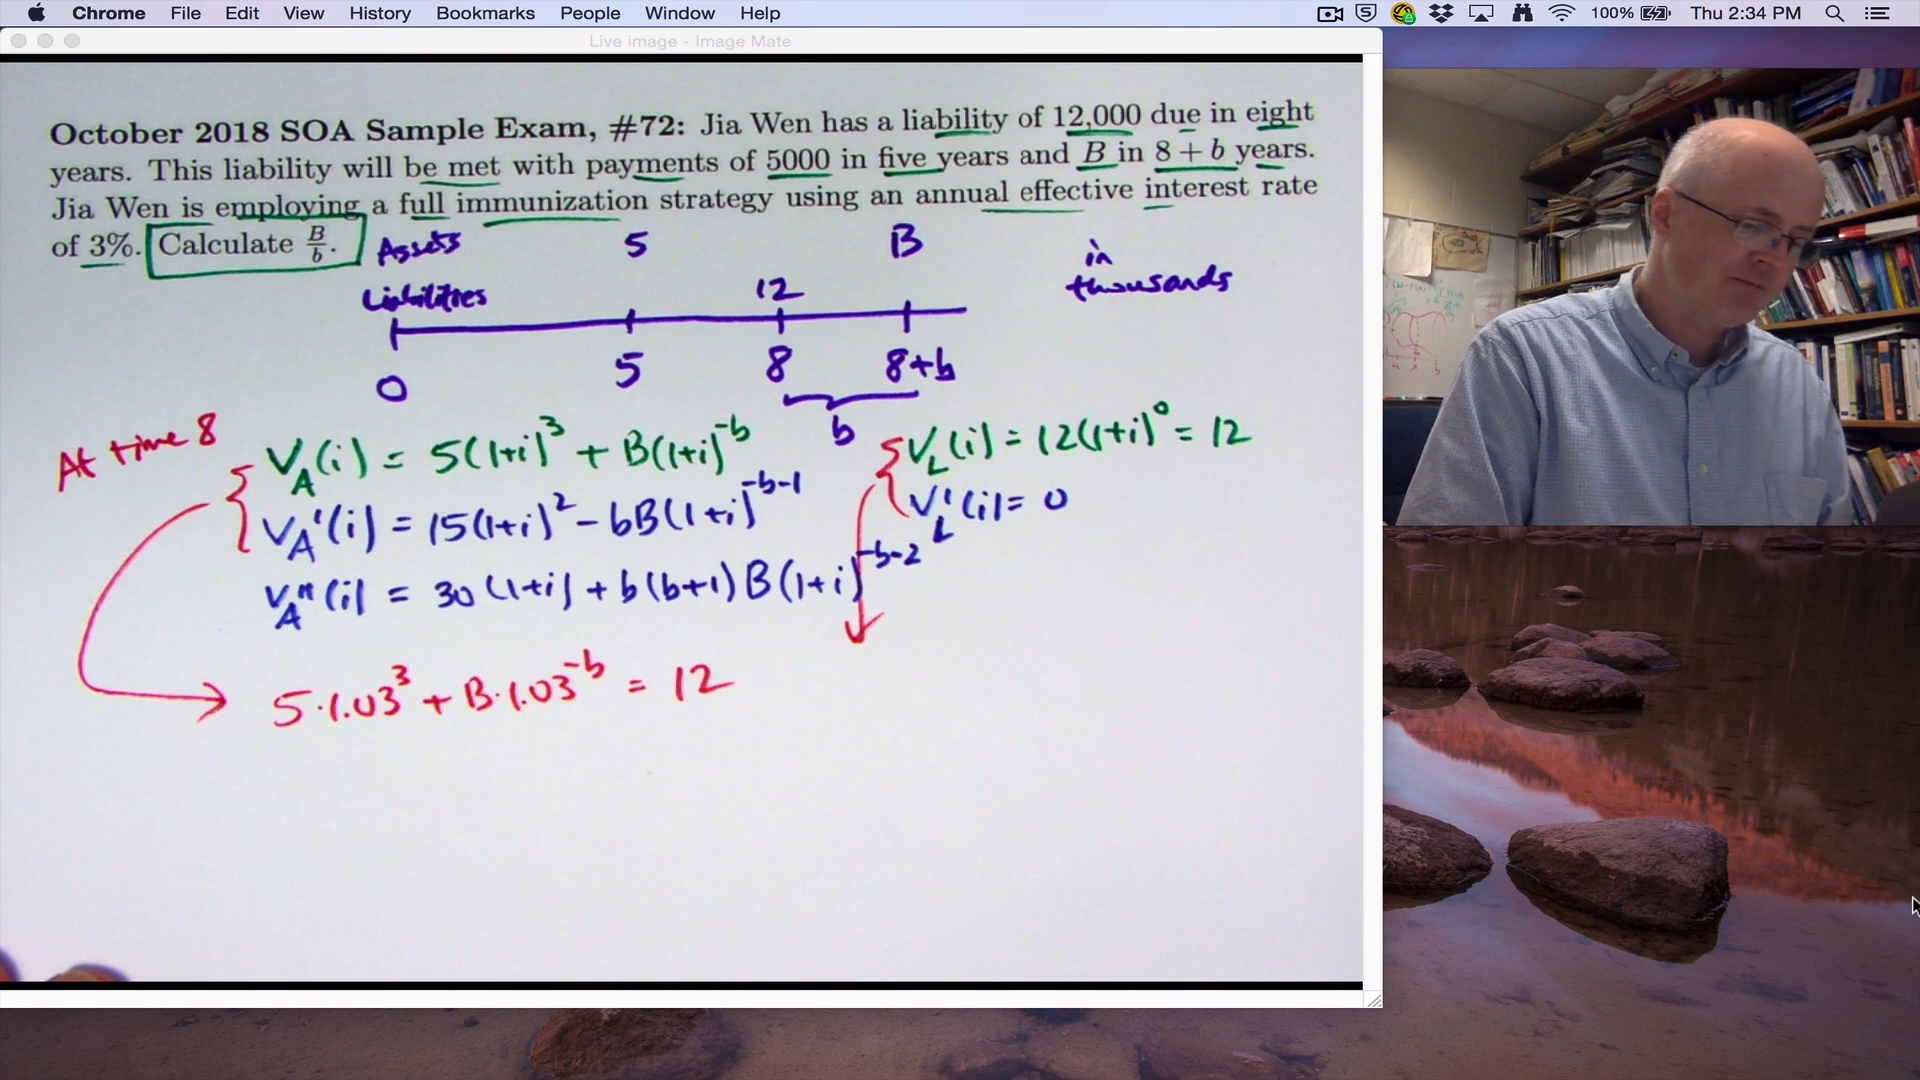 Chrome File Edit View History Bookmarks People Window Help 100% Thu 2:34 PM
Live image - Image Mate
October 2018 SOA Sample Exam, #72: Jia Wen has a liability of 12,000 due in eight
years. This liability will be met with payments of 5000 in five years and B in 8 + b years.
Jia Wen is employing a full immunization strategy using an annual effective interest rate
of 3%. Calculate B/b.
Assets 5 B in
Liabilities 12 thousands
0 5 8 8+b
b
At time 8
V_A(i) = 5(1+i)^3 + B(1+i)^-b V_L(i) = 12(1+i)^0 = 12
V_A'(i) = 15(1+i)^2 - bB(1+i)^-b-1 V_L'(i) = 0
V_A''(i) = 30(1+i) + b(b+1)B(1+i)^-b-2
5·1.03^3 + B·1.03^-b = 12